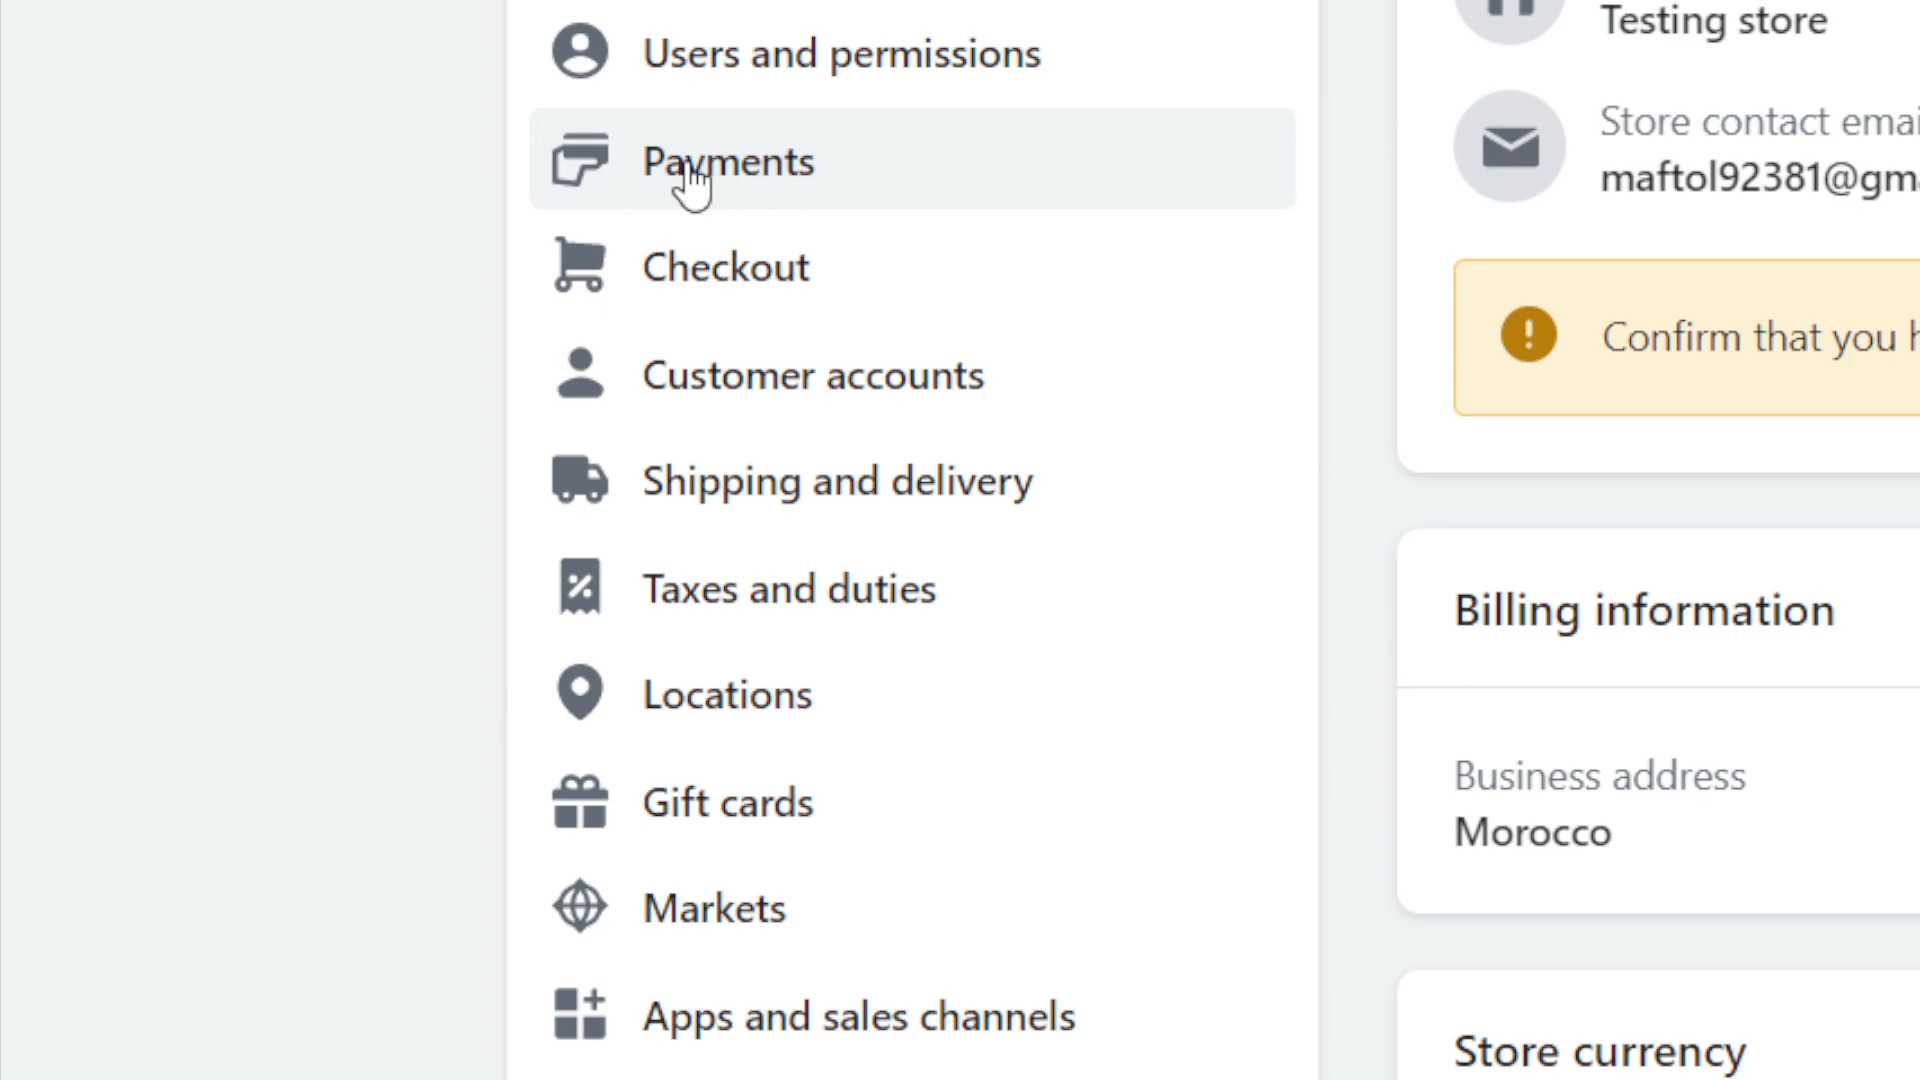 Users and permissions
Payments
Checkout
Customer accounts
Shipping and delivery
Taxes and duties
Locations
Gift cards
Markets
Apps and sales channels
Testing store
Store contact emai
maftol92381@gma
Confirm that you h
Billing information
Business address
Morocco
Store currency